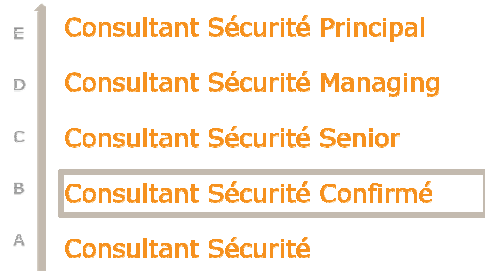 E Consultant Sécurité Principal
D Consultant Sécurité Managing
C Consultant Sécurité Senior
B Consultant Sécurité Confirmé
A Consultant Sécurité